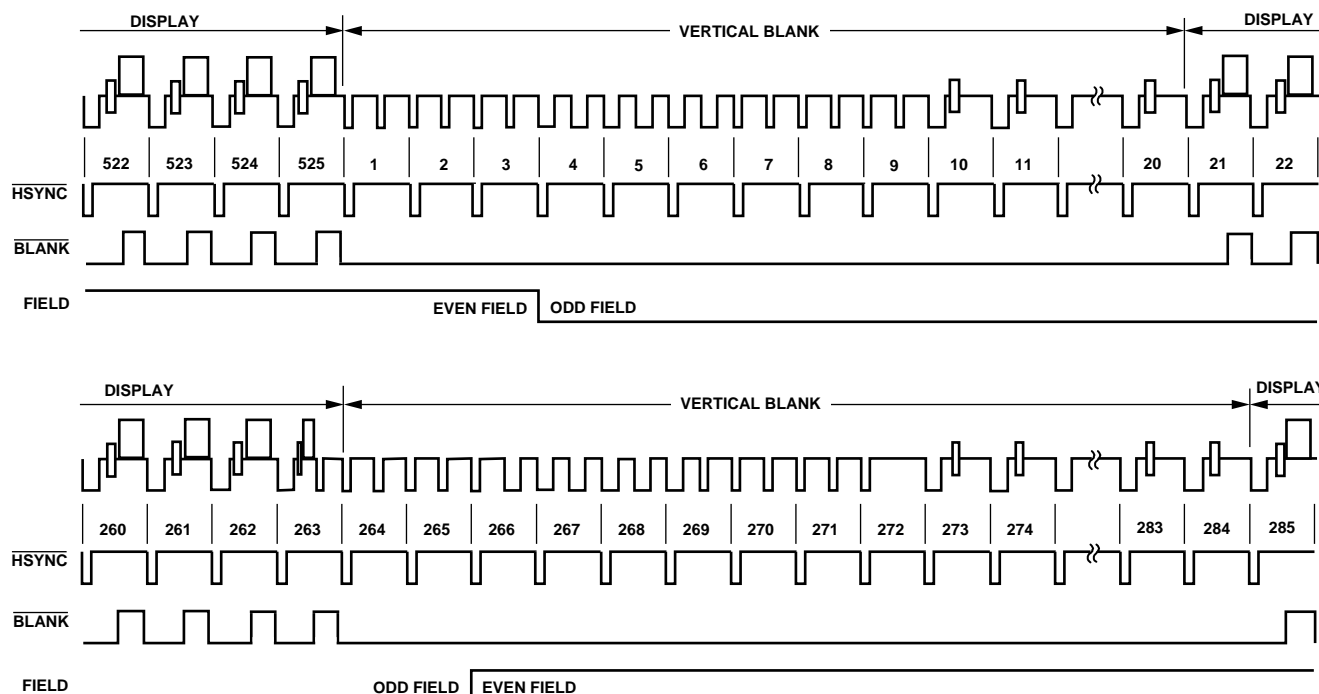 DISPLAY VERTICAL BLANK DISPLAY
522 523 524 525 1 2 3 4 5 6 7 8 9 10 11 20 21 22
HSYNC
BLANK
FIELD EVEN FIELD ODD FIELD
DISPLAY VERTICAL BLANK DISPLAY
260 261 262 263 264 265 266 267 268 269 270 271 272 273 274 283 284 285
HSYNC
BLANK
FIELD ODD FIELD EVEN FIELD